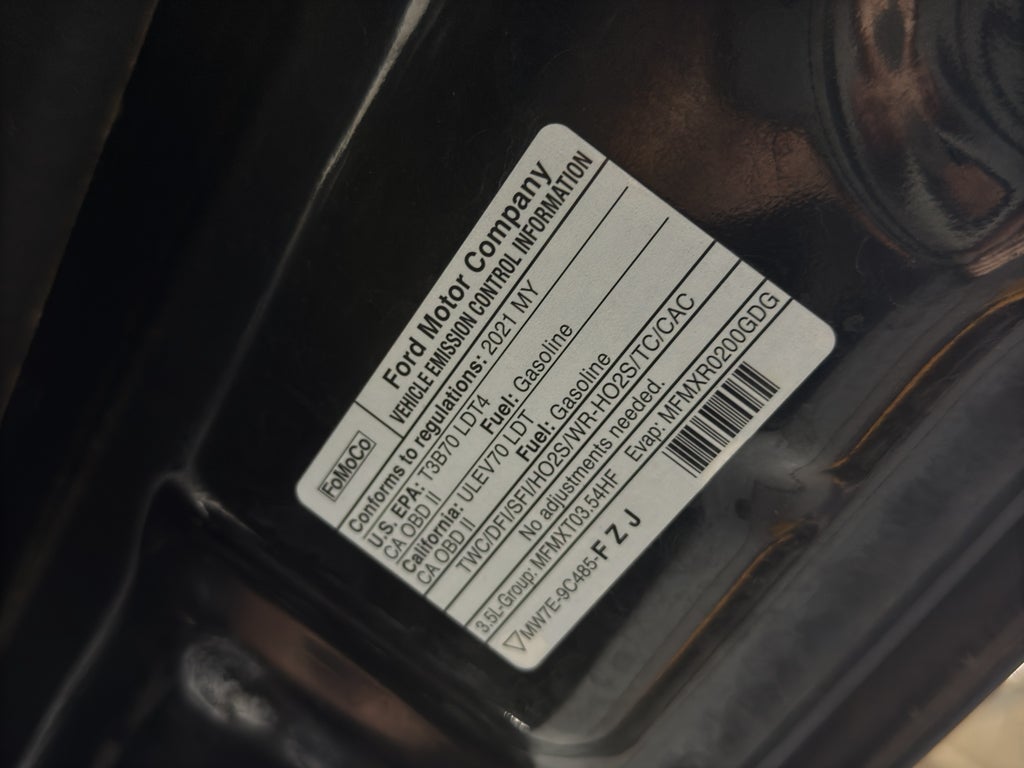 FoMoCo
Ford Motor Company
VEHICLE EMISSION CONTROL INFORMATION
Conforms to regulations: 2021 MY
U.S. EPA: T3B70 LDT4
CA OBD II Fuel: Gasoline
California: ULEV70 LDT
CA OBD II Fuel: Gasoline
TWC/DFI/SFI/HO2S/WR-HO2S/TC/CAC
No adjustments needed.
3.5L-Group: MFMXT03.54HF Evap: MFMXR0200GDG
MW7E-9C485-F Z J